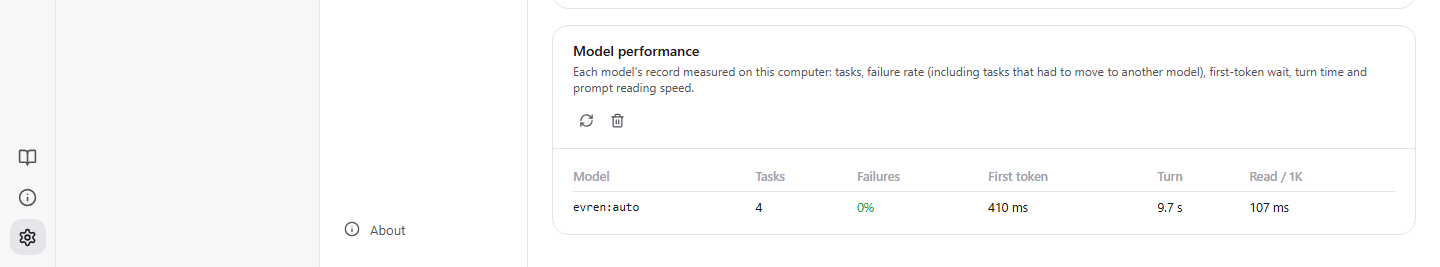 Model performance
Each model's record measured on this computer: tasks, failure rate (including tasks that had to move to another model), first-token wait, turn time and
prompt reading speed.
Model Tasks Failures First token Turn Read / 1K
evren:auto 4 0% 410 ms 9.7 s 107 ms
About